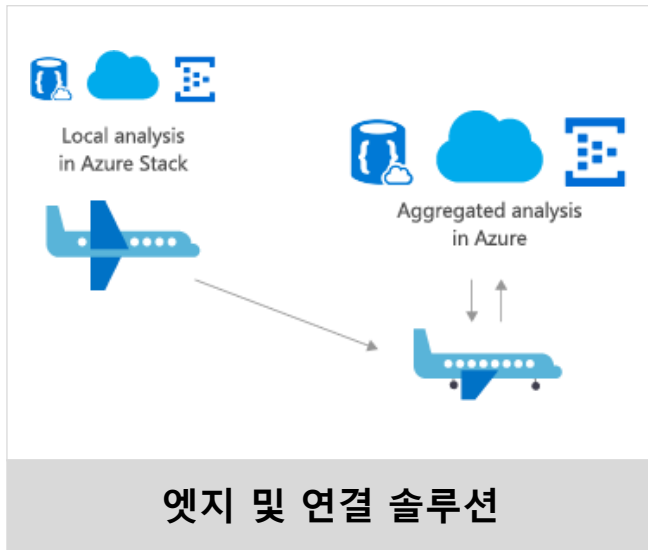 Local analysis
in Azure Stack
Aggregated analysis
in Azure
엣지 및 연결 솔루션